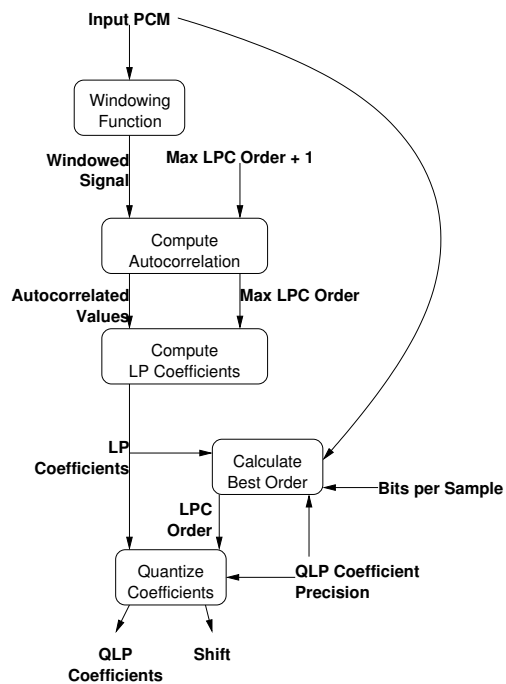 Input PCM
Windowing
Function
Windowed
Signal
Max LPC Order + 1
Compute
Autocorrelation
Autocorrelated
Values
Max LPC Order
Compute
LP Coefficients
LP
Coefficients
Calculate
Best Order
Bits per Sample
LPC
Order
Quantize
Coefficients
QLP Coefficient
Precision
QLP
Coefficients
Shift